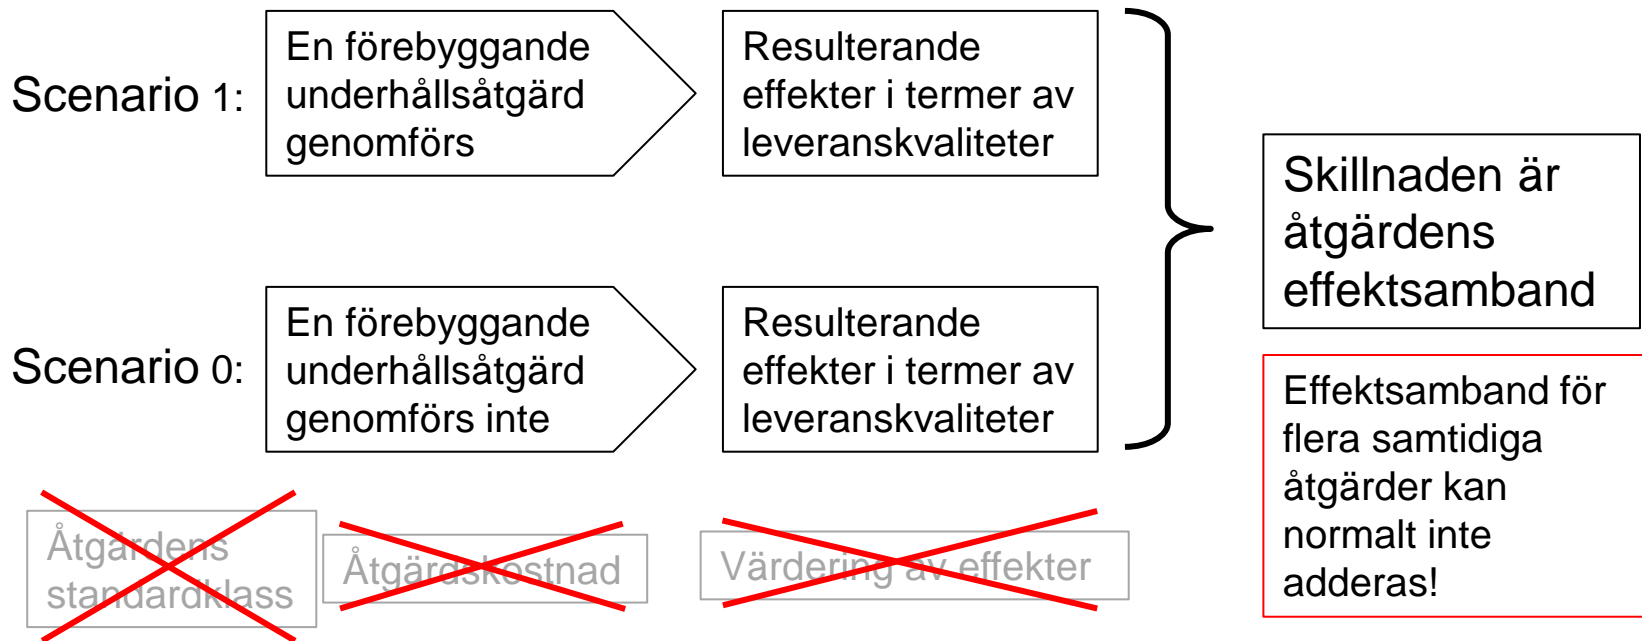 Scenario 1:
En förebyggande
underhållsåtgärd
genomförs
Resulterande
effekter i termer av
leveranskvaliteter
Scenario 0:
En förebyggande
underhållsåtgärd
genomförs inte
Resulterande
effekter i termer av
leveranskvaliteter
Skillnaden är
åtgärdens
effektsamband
Effektsamband för
flera samtidiga
åtgärder kan
normalt inte
adderas!
Åtgärdens
standardklass
Åtgärdskostnad
Värdering av effekter